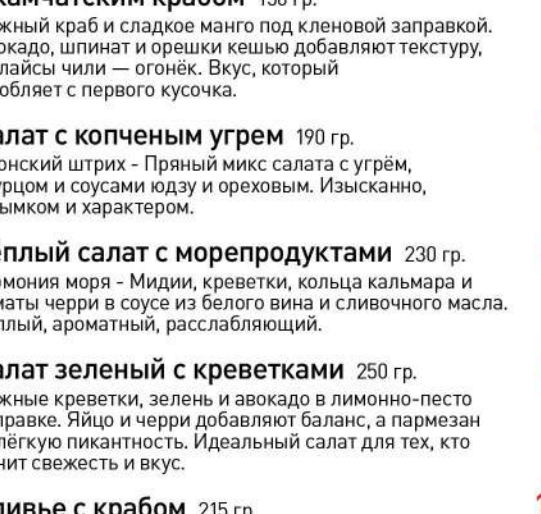 камчатским крабом 150 гр.
жный краб и сладкое манго под кленовой заправкой.
окадо, шпинат и орешки кешью добавляют текстуру,
лайсы чили — огонёк. Вкус, который
обляет с первого кусочка.
алат с копченым угрем 190 гр.
онский штрих - Пряный микс салата с угрём,
урцом и соусами юдзу и ореховым. Изысканно,
ымком и характером.
ёплый салат с морепродуктами 230 гр.
рмония моря - Мидии, креветки, кольца кальмара и
маты черри в соусе из белого вина и сливочного масла.
плый, ароматный, расслабляющий.
алат зеленый с креветками 250 гр.
жные креветки, зелень и авокадо в лимонно-песто
правке. Яйцо и черри добавляют баланс, а пармезан
лёгкую пикантность. Идеальный салат для тех, кто
нит свежесть и вкус.
ливье с крабом 215 гр.